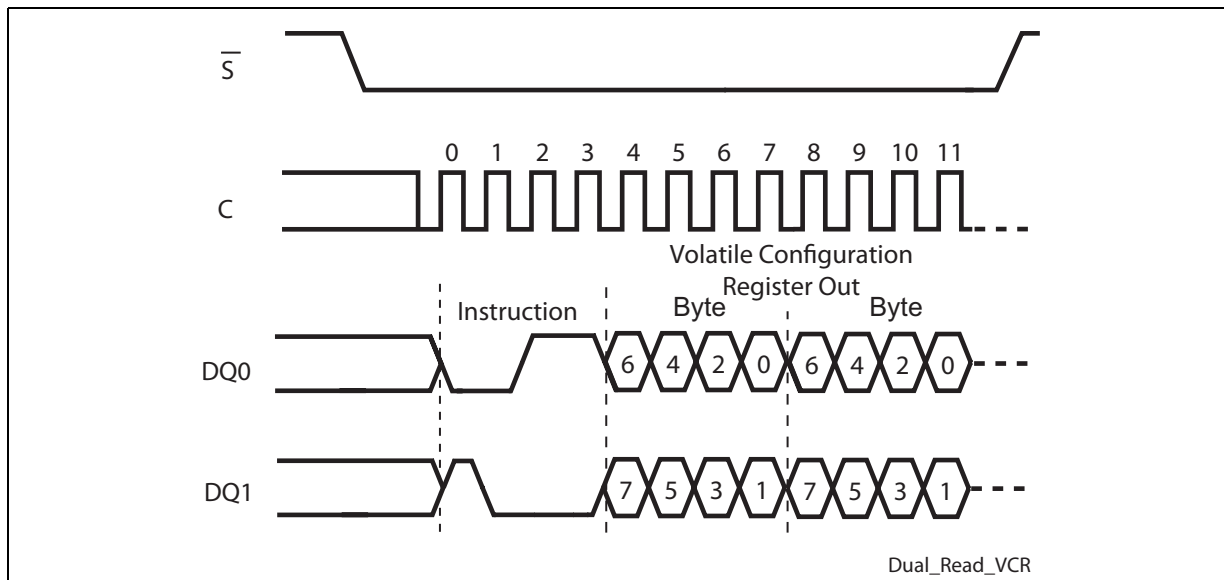 S
0 1 2 3 4 5 6 7 8 9 10 11
C
Volatile Configuration
Register Out
Instruction Byte Byte
DQ0 6 4 2 0 6 4 2 0
DQ1 7 5 3 1 7 5 3 1
Dual_Read_VCR